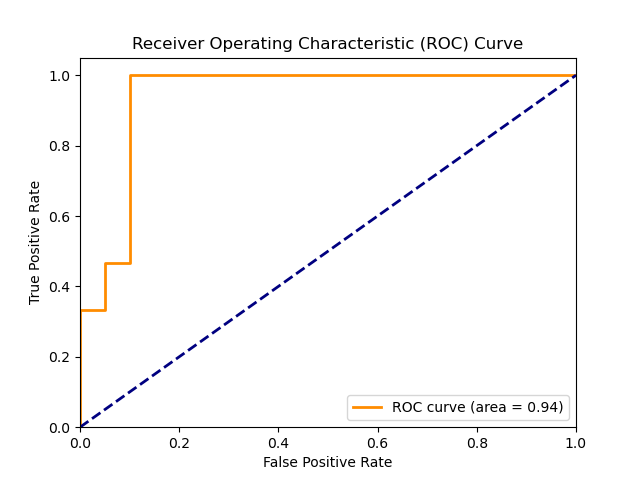 Receiver Operating Characteristic (ROC) Curve
1.0
0.8
0.6
0.4
0.2
0.0
True Positive Rate
ROC curve (area = 0.94)
0.0 0.2 0.4 0.6 0.8 1.0
False Positive Rate